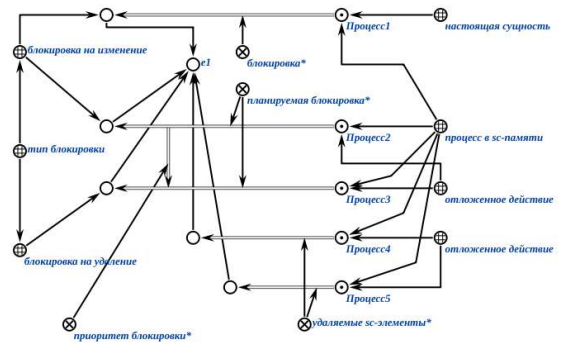 Процесс1
настоящая сущность
блокировка на изменение
e1
блокировка*
планируемая блокировка*
Процесс2
процесс в sc-памяти
тип блокировки
Процесс3
отложенное действие
Процесс4
отложенное действие
блокировка на удаление
Процесс5
удаляемые sc-элементы*
приоритет блокировки*